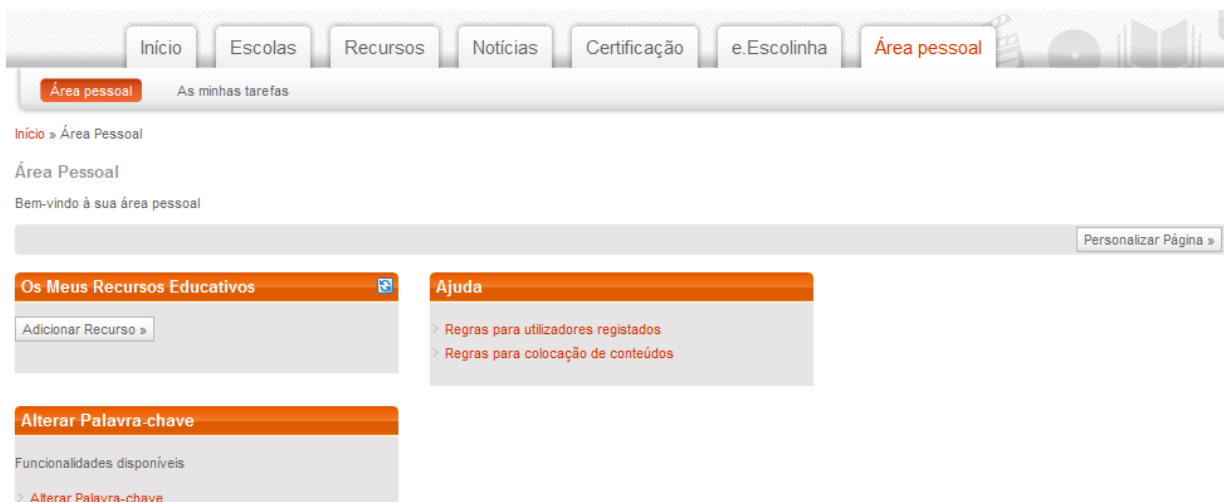 Início Escolas Recursos Notícias Certificação e.Escolinha Área pessoal
Área pessoal As minhas tarefas
Início » Área Pessoal
Área Pessoal
Bem-vindo à sua área pessoal
Personalizar Página »
Os Meus Recursos Educativos
Adicionar Recurso »
Ajuda
Regras para utilizadores registados
Regras para colocação de conteúdos
Alterar Palavra-chave
Funcionalidades disponíveis
Alterar Palavra-chave